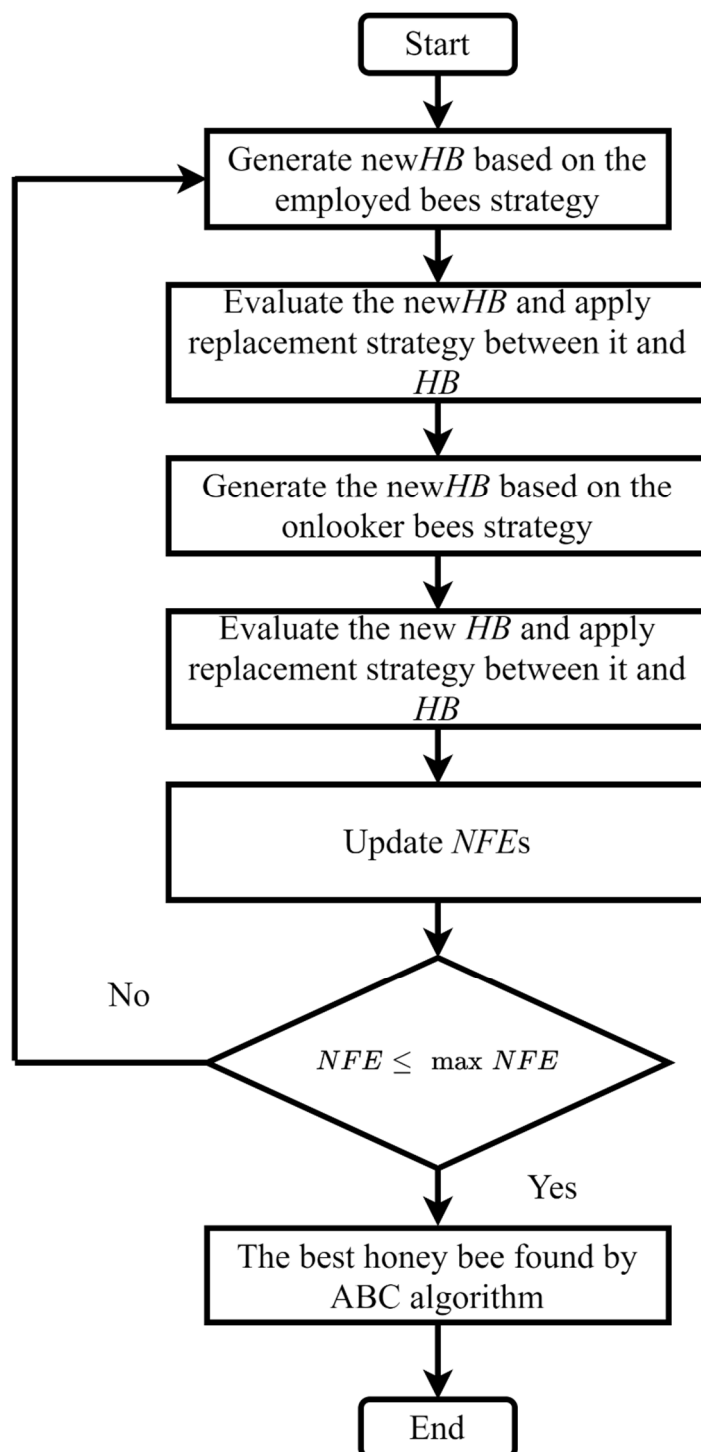 Start
Generate newHB based on the
employed bees strategy
Evaluate the newHB and apply
replacement strategy between it and
HB
Generate the newHB based on the
onlooker bees strategy
Evaluate the new HB and apply
replacement strategy between it and
HB
Update NFEs
No
NFE ≤ max NFE
Yes
The best honey bee found by
ABC algorithm
End